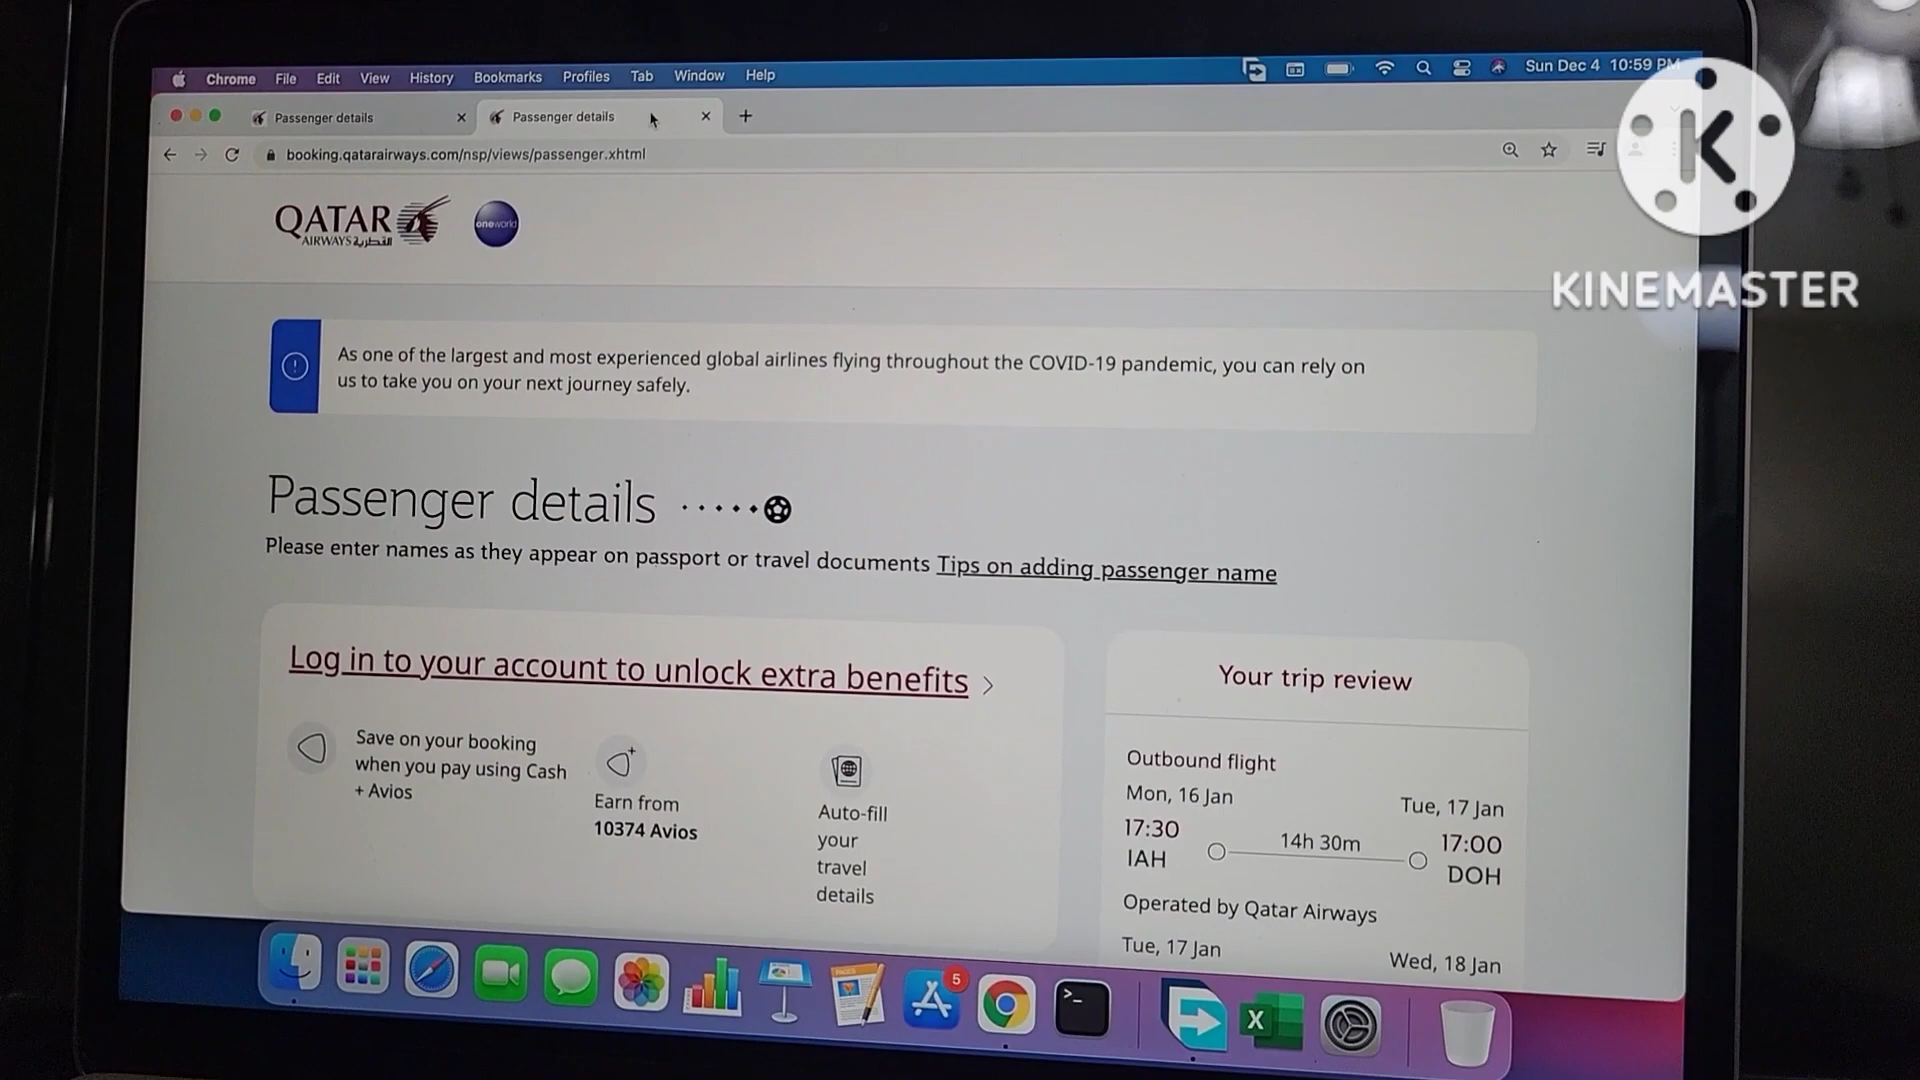 Chrome File Edit View History Bookmarks Profiles Tab Window Help Sun Dec 4 10:59 PM
Passenger details Passenger details
booking.qatarairways.com/nsp/views/passenger.xhtml
KINEMASTER
QATAR
AIRWAYS القطرية
oneworld
As one of the largest and most experienced global airlines flying throughout the COVID-19 pandemic, you can rely on
us to take you on your next journey safely.
Passenger details
Please enter names as they appear on passport or travel documents Tips on adding passenger name
Log in to your account to unlock extra benefits
Save on your booking
when you pay using Cash
+ Avios
Earn from
10374 Avios
Auto-fill
your
travel
details
Your trip review
Outbound flight
Mon, 16 Jan Tue, 17 Jan
17:30 14h 30m 17:00
IAH DOH
Operated by Qatar Airways
Tue, 17 Jan Wed, 18 Jan
PAGES
5
>_
X